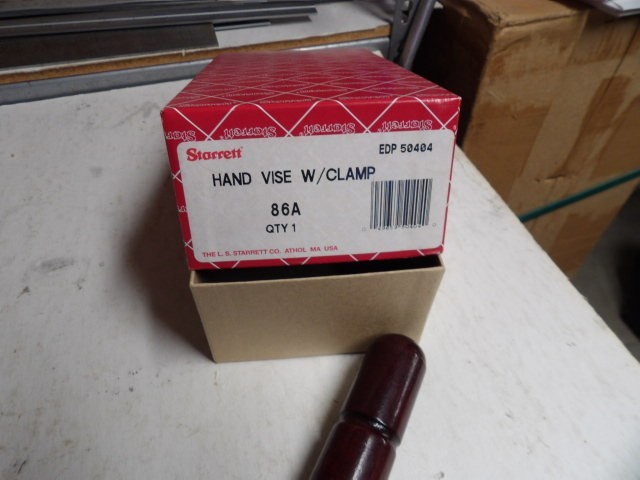 Starrett
EDP 50404
HAND VISE W/CLAMP
86A
QTY 1
THE L. S. STARRETT CO. ATHOL. MA. USA